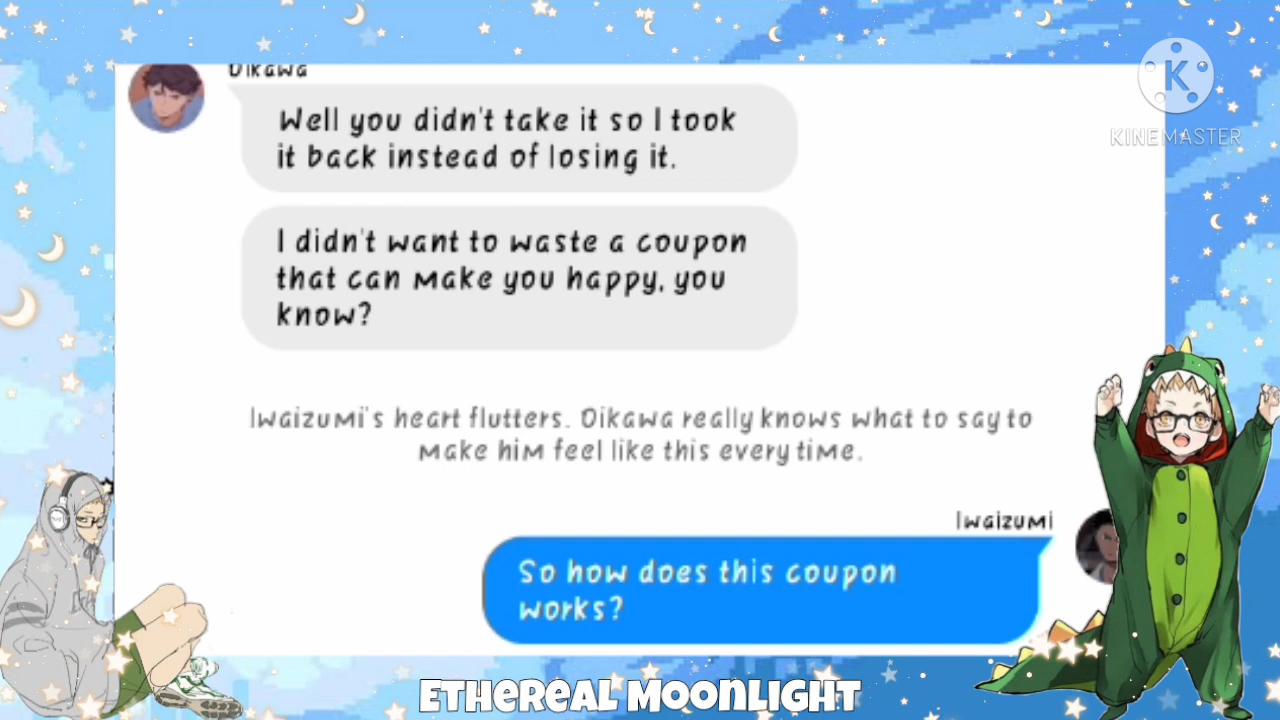 Oikawa
Well you didn't take it so I took
it back instead of losing it.
I didn't want to waste a coupon
that can make you happy, you
know?
Iwaizumi's heart flutters. Oikawa really knows what to say to
make him feel like this every time.
Iwaizumi
So how does this coupon
works?
K
KINEMASTER
ETHEREAL MOONLIGHT